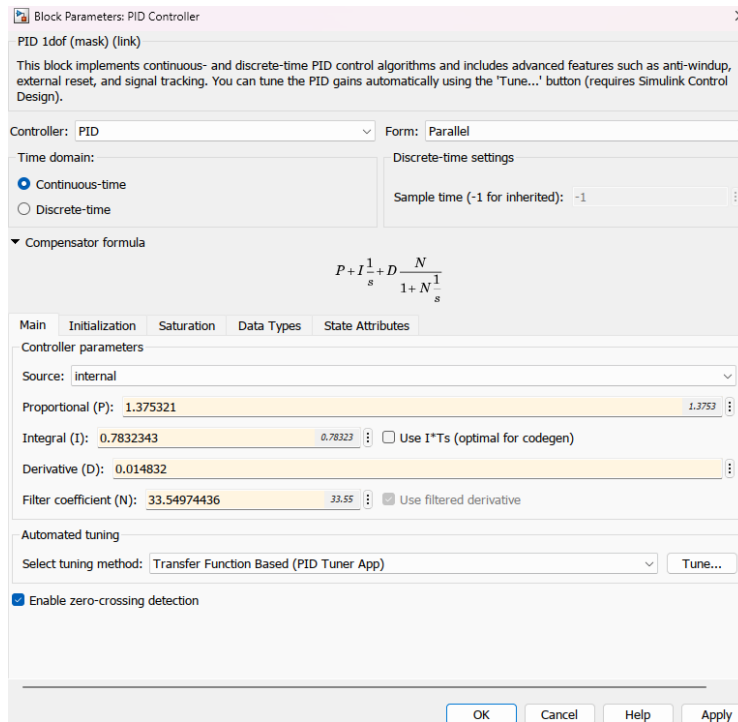 Block Parameters: PID Controller
PID 1dof (mask) (link)
This block implements continuous- and discrete-time PID control algorithms and includes advanced features such as anti-windup,
external reset, and signal tracking. You can tune the PID gains automatically using the 'Tune...' button (requires Simulink Control
Design).
Controller: PID Form: Parallel
Time domain: Discrete-time settings
Continuous-time
Sample time (-1 for inherited): -1
Discrete-time
Compensator formula
P + I 1/s + D N/(1 + N 1/s)
Main Initialization Saturation Data Types State Attributes
Controller parameters
Source: internal
Proportional (P): 1.375321 1.3753
Integral (I): 0.7832343 0.78323 Use I*Ts (optimal for codegen)
Derivative (D): 0.014832
Filter coefficient (N): 33.54974436 33.55 Use filtered derivative
Automated tuning
Select tuning method: Transfer Function Based (PID Tuner App) Tune...
Enable zero-crossing detection
OK Cancel Help Apply